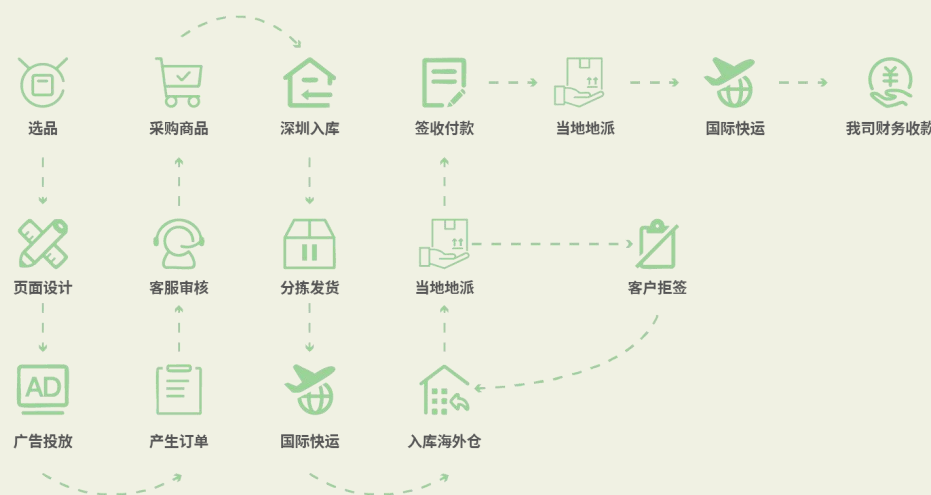 选品
采购商品
深圳入库
签收付款
当地地派
国际快运
我司财务收款
页面设计
客服审核
分拣发货
当地地派
客户拒签
AD
广告投放
产生订单
国际快运
入库海外仓